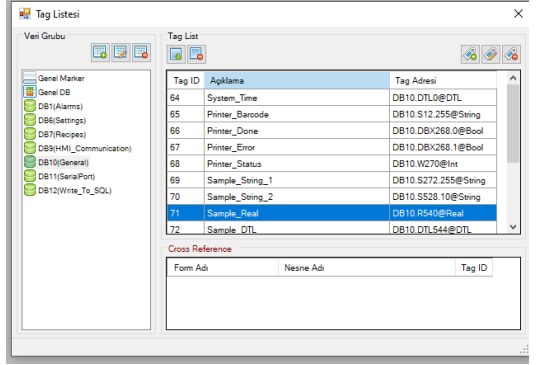 Tag Listesi
Veri Grubu
Genel Marker
Genel DB
DB1(Alarms)
DB6(Settings)
DB7(Recipes)
DB9(HMI_Communication)
DB10(General)
DB11(SerialPort)
DB12(Write_To_SQL)
Tag List
Tag ID Açıklama Tag Adresi
64 System_Time DB10.DTL0@DTL
65 Printer_Barcode DB10.S12.255@String
66 Printer_Done DB10.DBX268.0@Bool
67 Printer_Error DB10.DBX268.1@Bool
68 Printer_Status DB10.W270@Int
69 Sample_String_1 DB10.S272.255@String
70 Sample_String_2 DB10.S528.10@String
71 Sample_Real DB10.R540@Real
72 Sample_DTL DB10.DTL544@DTL
Cross Reference
Form Adı Nesne Adı Tag ID